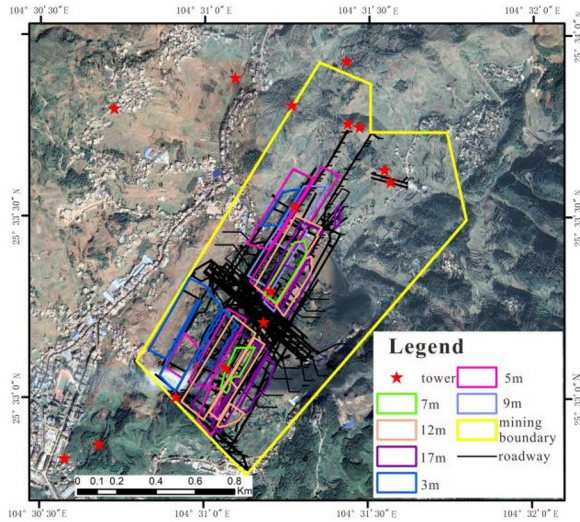 104°30′30″E 104°31′0″E 104°31′30″E 104°32′0″E
25°34′0″N 25°34′0″N
25°33′30″N 25°33′30″N
25°33′0″N 25°33′0″N
Legend
tower 5m
7m 9m
12m mining
boundary
17m roadway
3m
0 0.1 0.2 0.4 0.6 0.8
Km
104°30′30″E 104°31′0″E 104°31′30″E 104°32′0″E